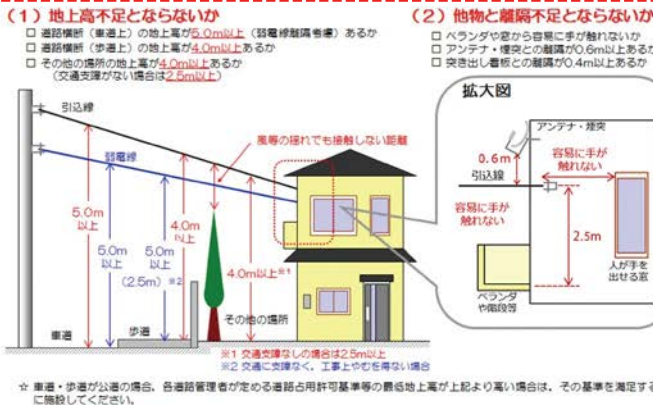 (1) 地上高不足とならないか
□ 道路横断（車道上）の地上高が5.0m以上（弱電線離隔考慮）あるか
□ 道路横断（歩道上）の地上高が4.0m以上あるか
□ その他の場所の地上高が4.0m以上あるか
（交通支障がない場合は2.5m以上）
(2) 他物と離隔不足とならないか
□ ベランダや窓から容易に手が触れないか
□ アンテナ・煙突との離隔が0.6m以上あるか
□ 突き出し看板との離隔が0.4m以上あるか
引込線
弱電線
風等の揺れでも接触しない距離
5.0m
以上
5.0m
以上
5.0m
以上
（2.5m）※2
4.0m
以上
4.0m以上※1
車道
歩道
その他の場所
※1 交通支障なしの場合は2.5m以上
※2 交通に支障なく、工事上やむを得ない場合
拡大図
アンテナ・煙突
0.6m
引込線
容易に手が
触れない
容易に手が
触れない
2.5m
ベランダ
や階段等
人が手を
出せる窓
☆ 車道・歩道が公道の場合、各道路管理者が定める道路占用許可基準等の最低地上高が上記より高い場合は、その基準を満足する
に施設してください。